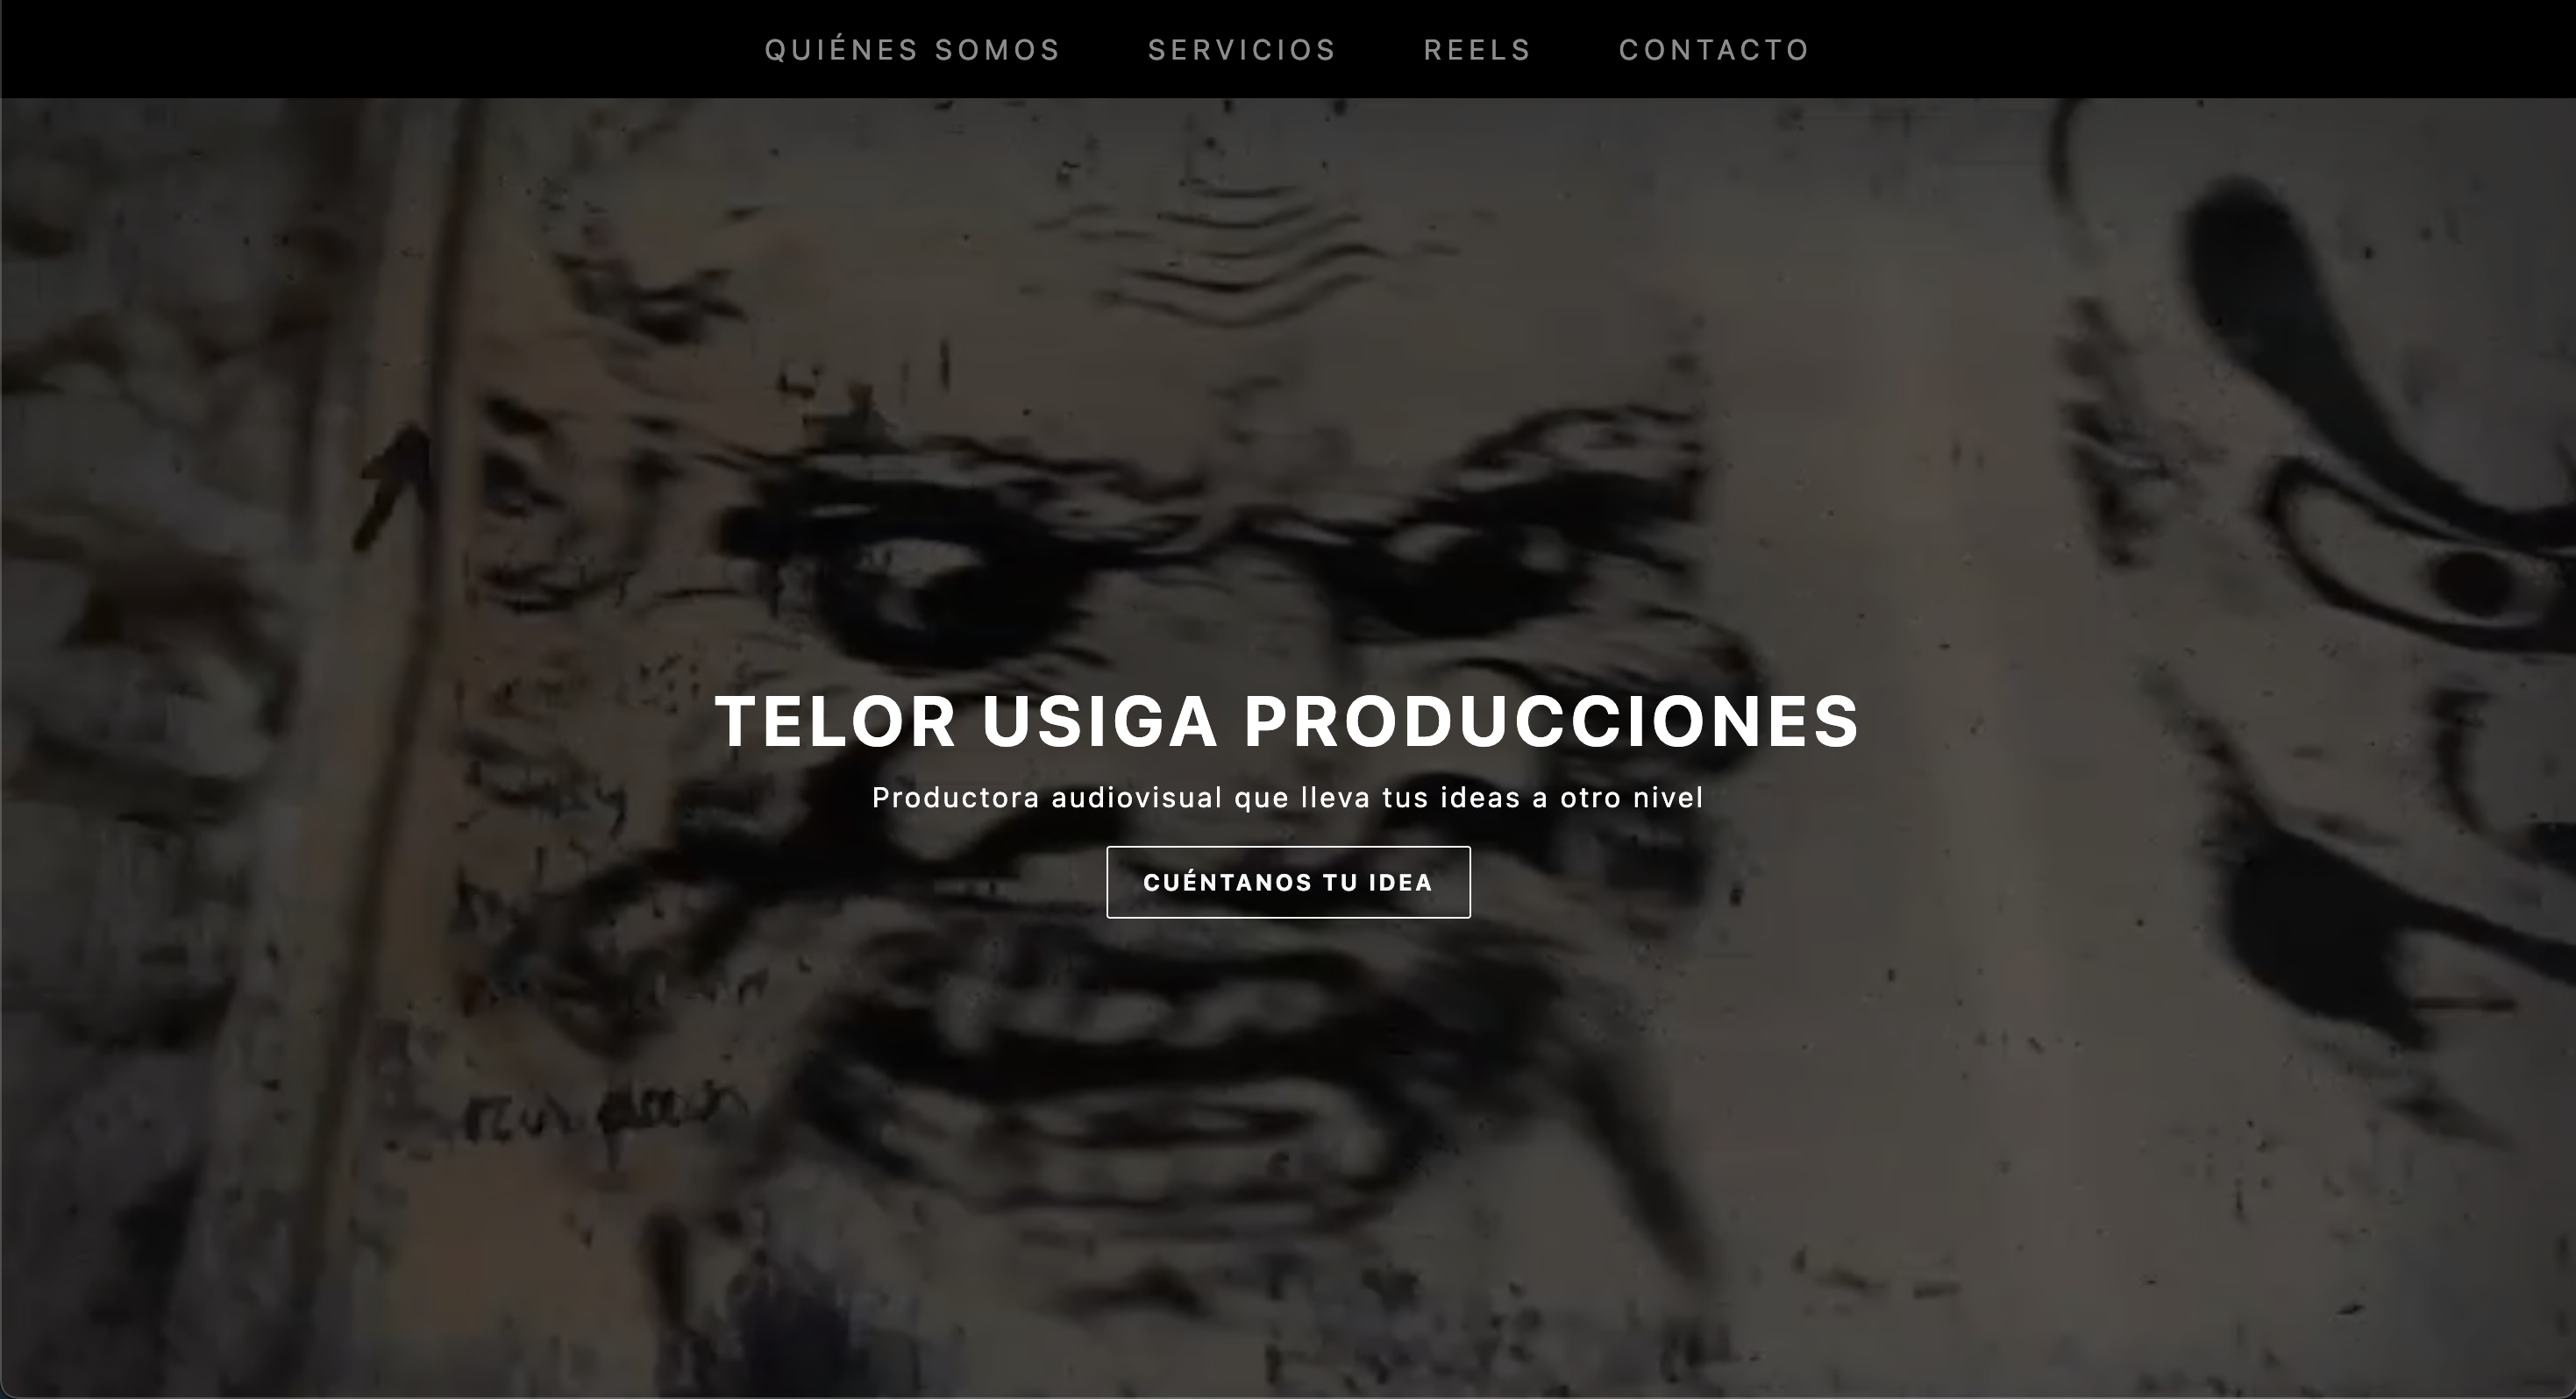 QUIÉNES SOMOS SERVICIOS REELS CONTACTO
TELOR USIGA PRODUCCIONES
Productora audiovisual que lleva tus ideas a otro nivel
CUÉNTANOS TU IDEA